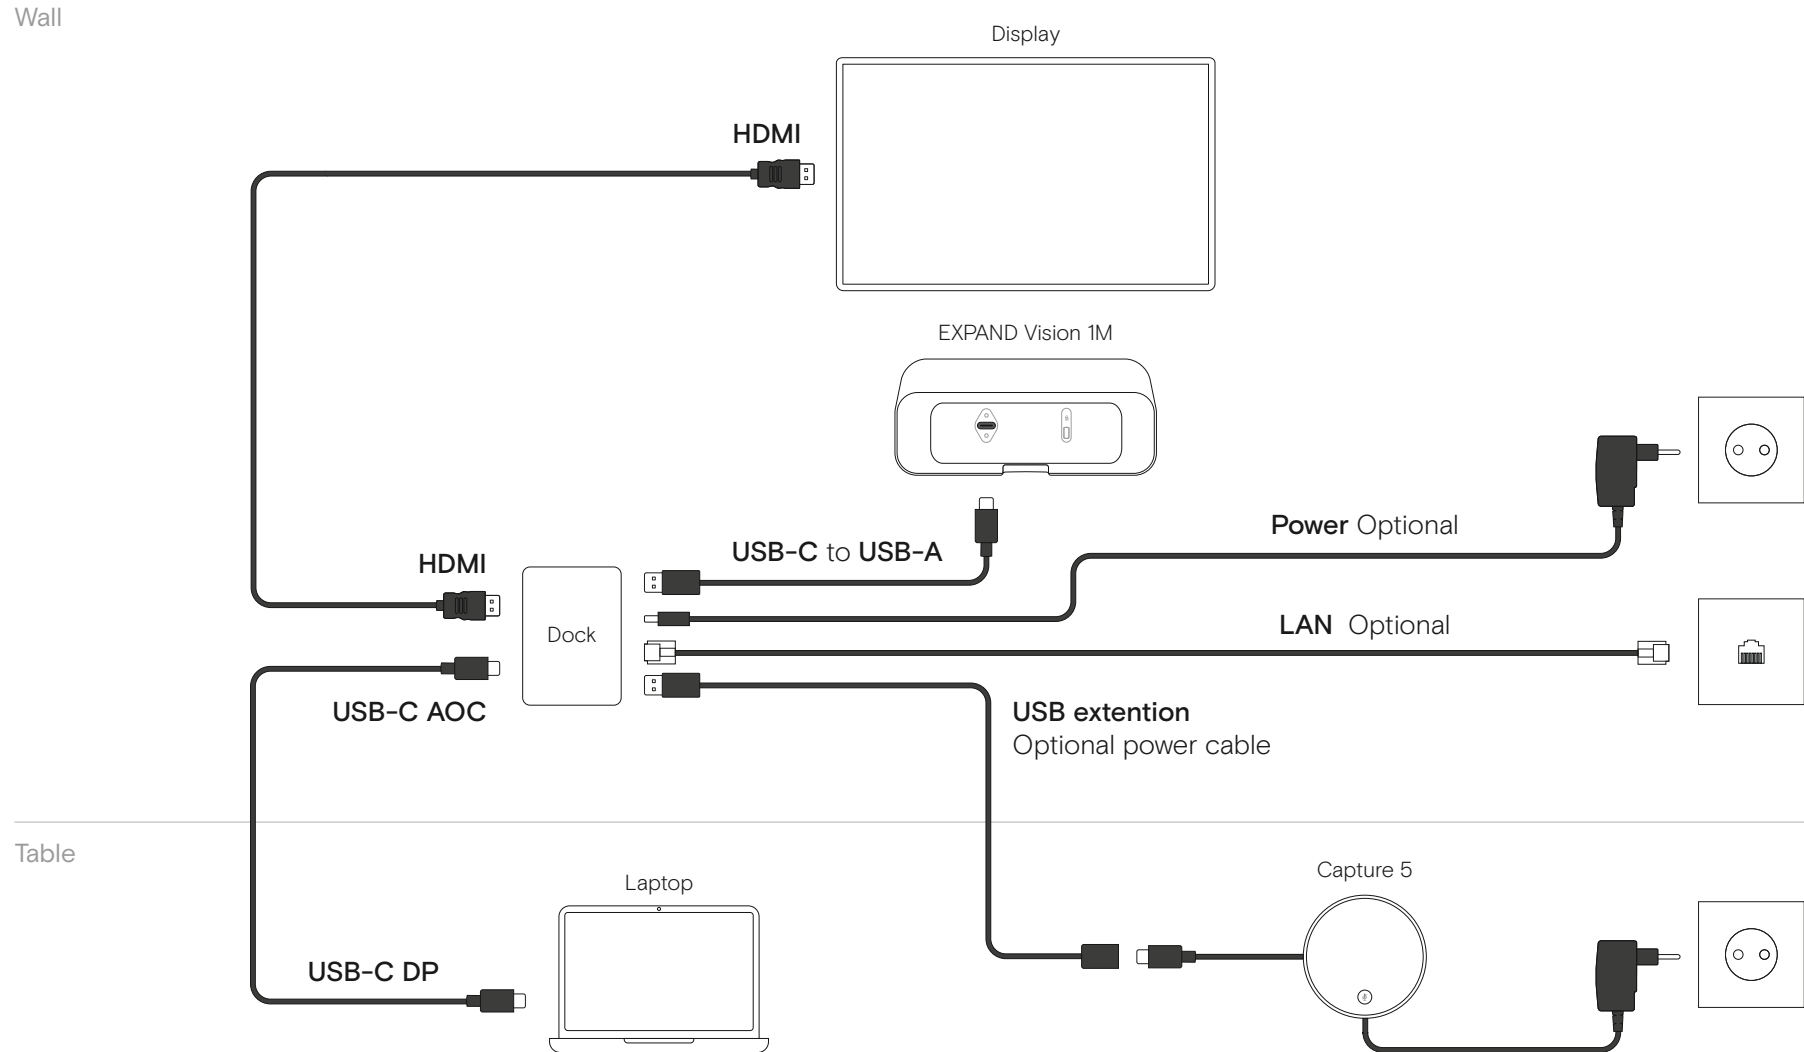 Wall
Display
HDMI
EXPAND Vision 1M
Power Optional
USB-C to USB-A
HDMI
LAN Optional
Dock
USB-C AOC
USB extention
Optional power cable
Table
Capture 5
Laptop
USB-C DP